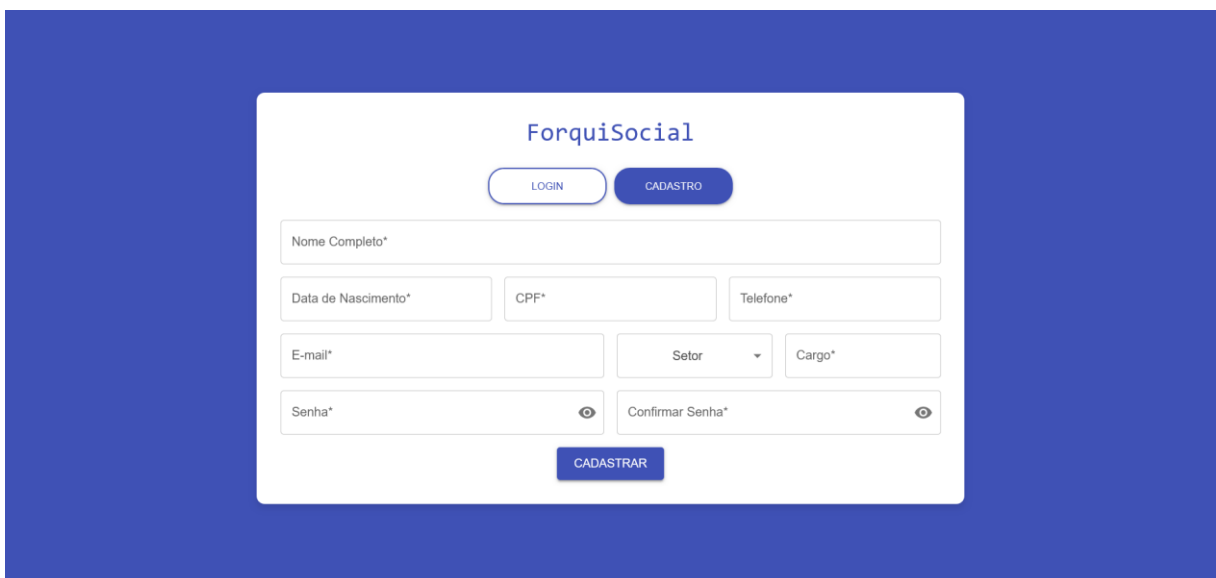 ForquiSocial
LOGIN CADASTRO
Nome Completo*
Data de Nascimento* CPF* Telefone*
E-mail* Setor Cargo*
Senha* Confirmar Senha*
CADASTRAR